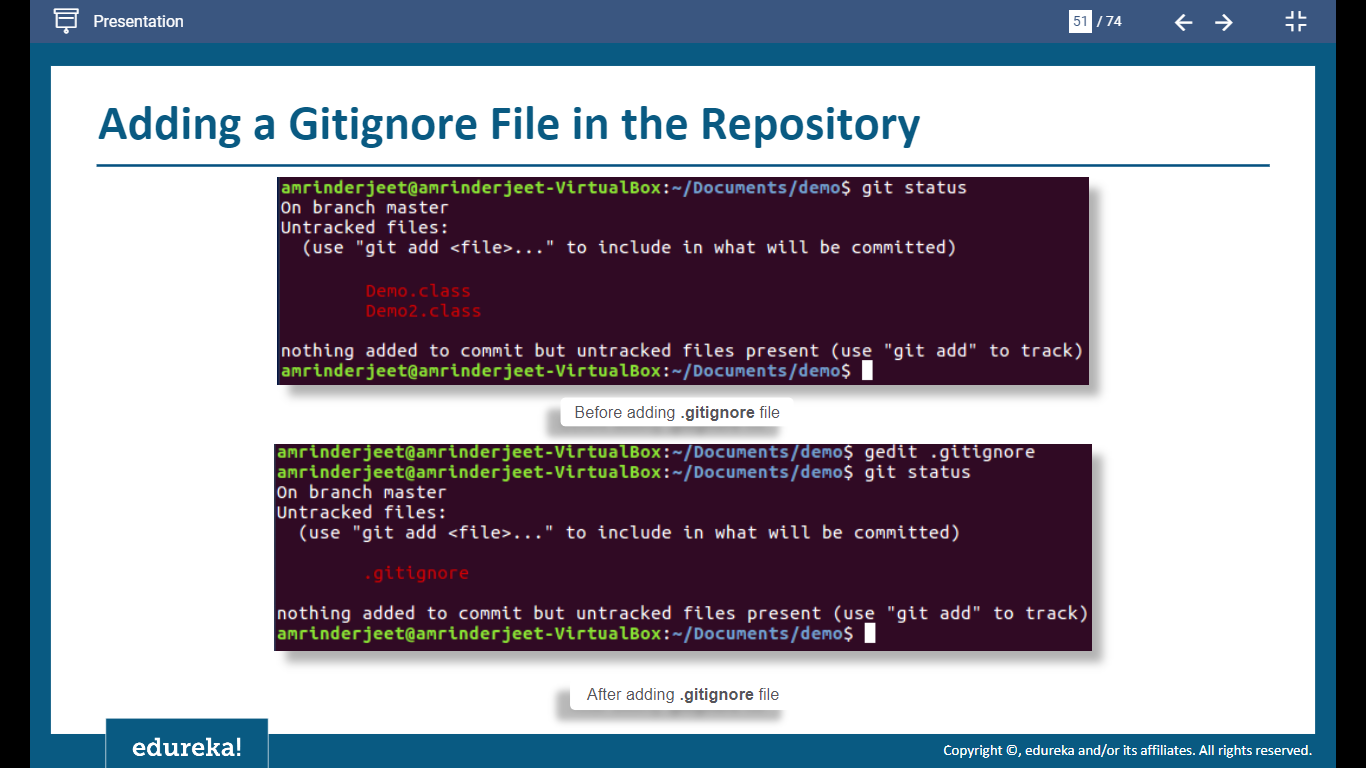 Presentation
51 / 74
Adding a Gitignore File in the Repository
amrinderjeet@amrinderjeet-VirtualBox:~/Documents/demo$ git status
On branch master
Untracked files:
  (use "git add <file>..." to include in what will be committed)
Demo.class
Demo2.class
nothing added to commit but untracked files present (use "git add" to track)
amrinderjeet@amrinderjeet-VirtualBox:~/Documents/demo$
Before adding .gitignore file
amrinderjeet@amrinderjeet-VirtualBox:~/Documents/demo$ gedit .gitignore
amrinderjeet@amrinderjeet-VirtualBox:~/Documents/demo$ git status
On branch master
Untracked files:
  (use "git add <file>..." to include in what will be committed)
.gitignore
nothing added to commit but untracked files present (use "git add" to track)
amrinderjeet@amrinderjeet-VirtualBox:~/Documents/demo$
After adding .gitignore file
edureka!
Copyright ©, edureka and/or its affiliates. All rights reserved.